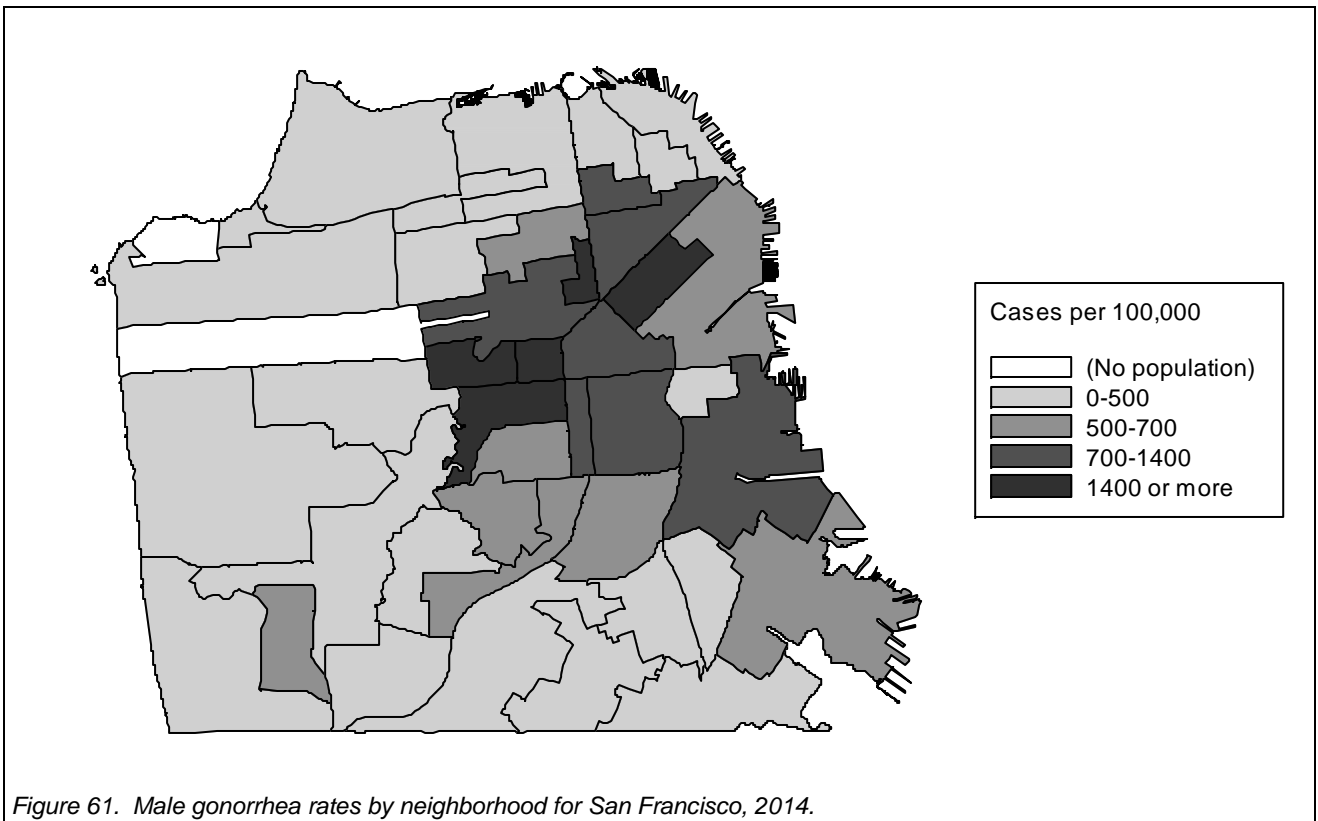 Cases per 100,000
(No population)
0-500
500-700
700-1400
1400 or more
Figure 61. Male gonorrhea rates by neighborhood for San Francisco, 2014.